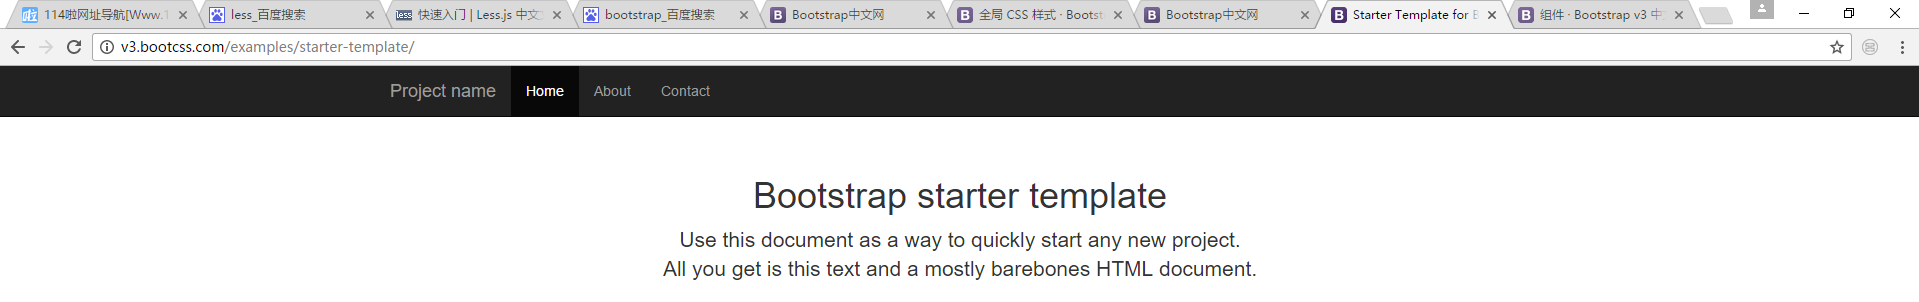 114啦网址导航[Www.1
less_百度搜索
快速入门 | Less.js 中文
bootstrap_百度搜索
Bootstrap中文网
全局 CSS 样式 · Bootst
Bootstrap中文网
Starter Template for B
组件 · Bootstrap v3 中
v3.bootcss.com/examples/starter-template/
Project name
Home
About
Contact
Bootstrap starter template
Use this document as a way to quickly start any new project.
All you get is this text and a mostly barebones HTML document.